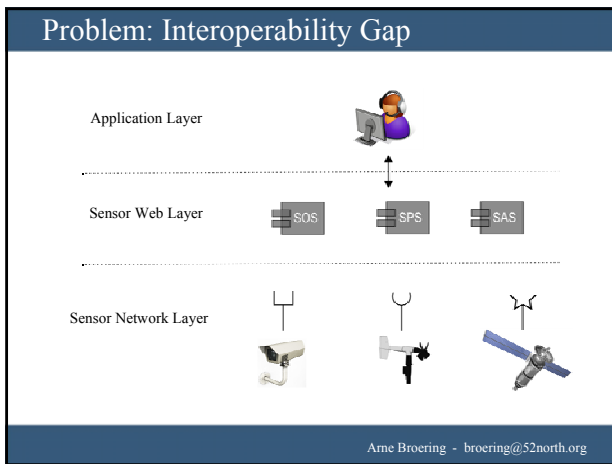 Problem: Interoperability Gap
Application Layer
Sensor Web Layer
SOS
SPS
SAS
Sensor Network Layer
Arne Broering - broering@52north.org